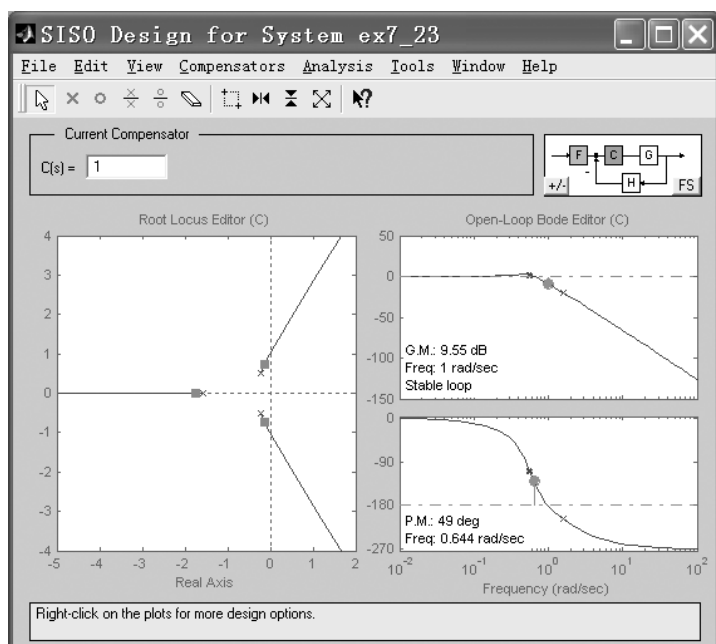 SISO Design for System ex7_23
File Edit View Compensators Analysis Tools Window Help
Current Compensator
C(s) = 1
F C G
H
+/- FS
Root Locus Editor (C)
4
3
2
1
0
-1
-2
-3
-4
-5 -4 -3 -2 -1 0 1 2
Real Axis
Open-Loop Bode Editor (C)
50
0
-50
-100
-150
G.M.: 9.55 dB
Freq: 1 rad/sec
Stable loop
0
-90
-180
-270
P.M.: 49 deg
Freq: 0.644 rad/sec
10^-2 10^-1 10^0 10^1 10^2
Frequency (rad/sec)
Right-click on the plots for more design options.